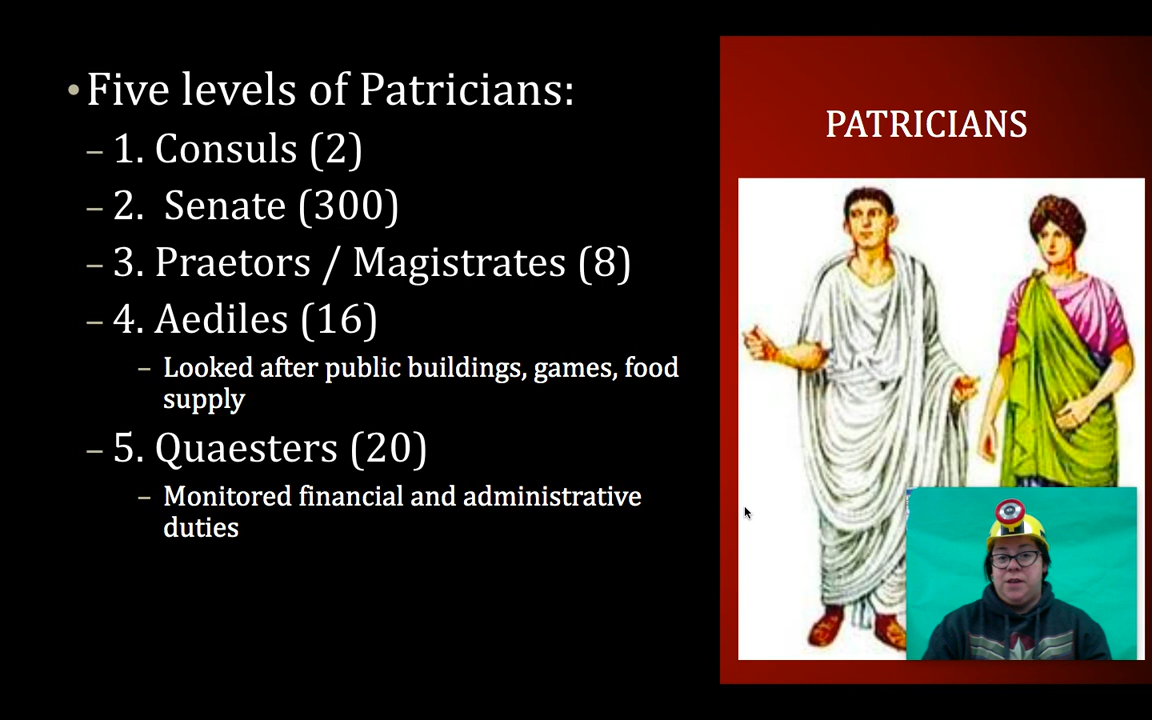 •Five levels of Patricians:
– 1. Consuls (2)
– 2. Senate (300)
– 3. Praetors / Magistrates (8)
– 4. Aediles (16)
– Looked after public buildings, games, food
supply
– 5. Quaesters (20)
– Monitored financial and administrative
duties
PATRICIANS